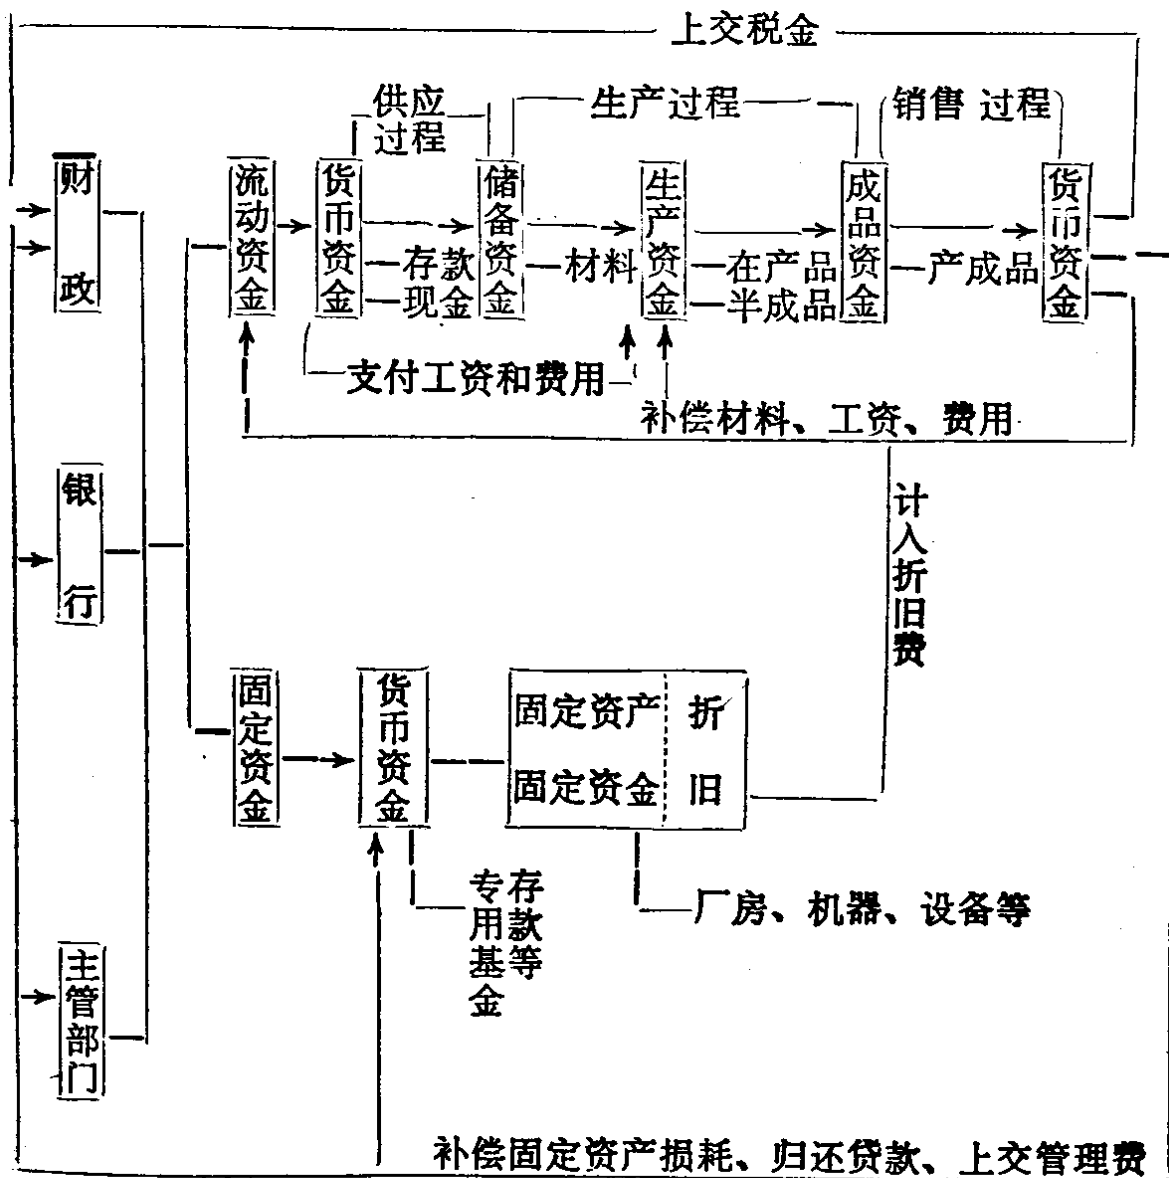 上交税金
供应
过程
生产过程
销售 过程
财政
流动资金
货币资金
储备资金
生产资金
成品资金
货币资金
存款
现金
材料
在产品
半成品
产成品
支付工资和费用
补偿材料、工资、费用
银行
计入折旧费
固定资金
货币资金
固定资产
固定资金
折旧
专用基金
存款等
厂房、机器、设备等
主管部门
补偿固定资产损耗、归还贷款、上交管理费